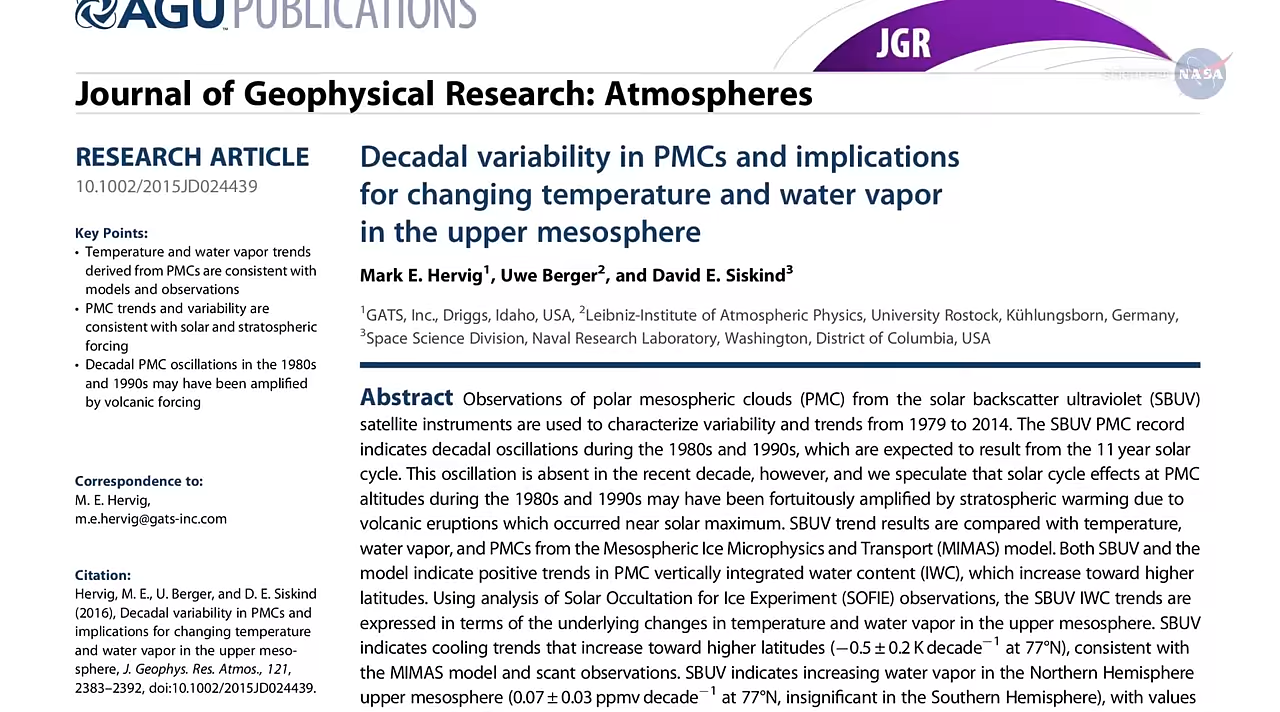 AGU PUBLICATIONS
JGR
NASA
Journal of Geophysical Research: Atmospheres
RESEARCH ARTICLE
10.1002/2015JD024439
Key Points:
• Temperature and water vapor trends
derived from PMCs are consistent with
models and observations
• PMC trends and variability are
consistent with solar and stratospheric
forcing
• Decadal PMC oscillations in the 1980s
and 1990s may have been amplified
by volcanic forcing
Correspondence to:
M. E. Hervig,
m.e.hervig@gats-inc.com
Citation:
Hervig, M. E., U. Berger, and D. E. Siskind
(2016), Decadal variability in PMCs and
implications for changing temperature
and water vapor in the upper meso-
sphere, J. Geophys. Res. Atmos., 121,
2383–2392, doi:10.1002/2015JD024439.
Decadal variability in PMCs and implications
for changing temperature and water vapor
in the upper mesosphere
Mark E. Hervig¹, Uwe Berger², and David E. Siskind³
¹GATS, Inc., Driggs, Idaho, USA, ²Leibniz-Institute of Atmospheric Physics, University Rostock, Kühlungsborn, Germany,
³Space Science Division, Naval Research Laboratory, Washington, District of Columbia, USA
Abstract Observations of polar mesospheric clouds (PMC) from the solar backscatter ultraviolet (SBUV)
satellite instruments are used to characterize variability and trends from 1979 to 2014. The SBUV PMC record
indicates decadal oscillations during the 1980s and 1990s, which are expected to result from the 11 year solar
cycle. This oscillation is absent in the recent decade, however, and we speculate that solar cycle effects at PMC
altitudes during the 1980s and 1990s may have been fortuitously amplified by stratospheric warming due to
volcanic eruptions which occurred near solar maximum. SBUV trend results are compared with temperature,
water vapor, and PMCs from the Mesospheric Ice Microphysics and Transport (MIMAS) model. Both SBUV and the
model indicate positive trends in PMC vertically integrated water content (IWC), which increase toward higher
latitudes. Using analysis of Solar Occultation for Ice Experiment (SOFIE) observations, the SBUV IWC trends are
expressed in terms of the underlying changes in temperature and water vapor in the upper mesosphere. SBUV
indicates cooling trends that increase toward higher latitudes (−0.5 ± 0.2 K decade⁻¹ at 77°N), consistent with
the MIMAS model and scant observations. SBUV indicates increasing water vapor in the Northern Hemisphere
upper mesosphere (0.07 ± 0.03 ppmv decade⁻¹ at 77°N, insignificant in the Southern Hemisphere), with values